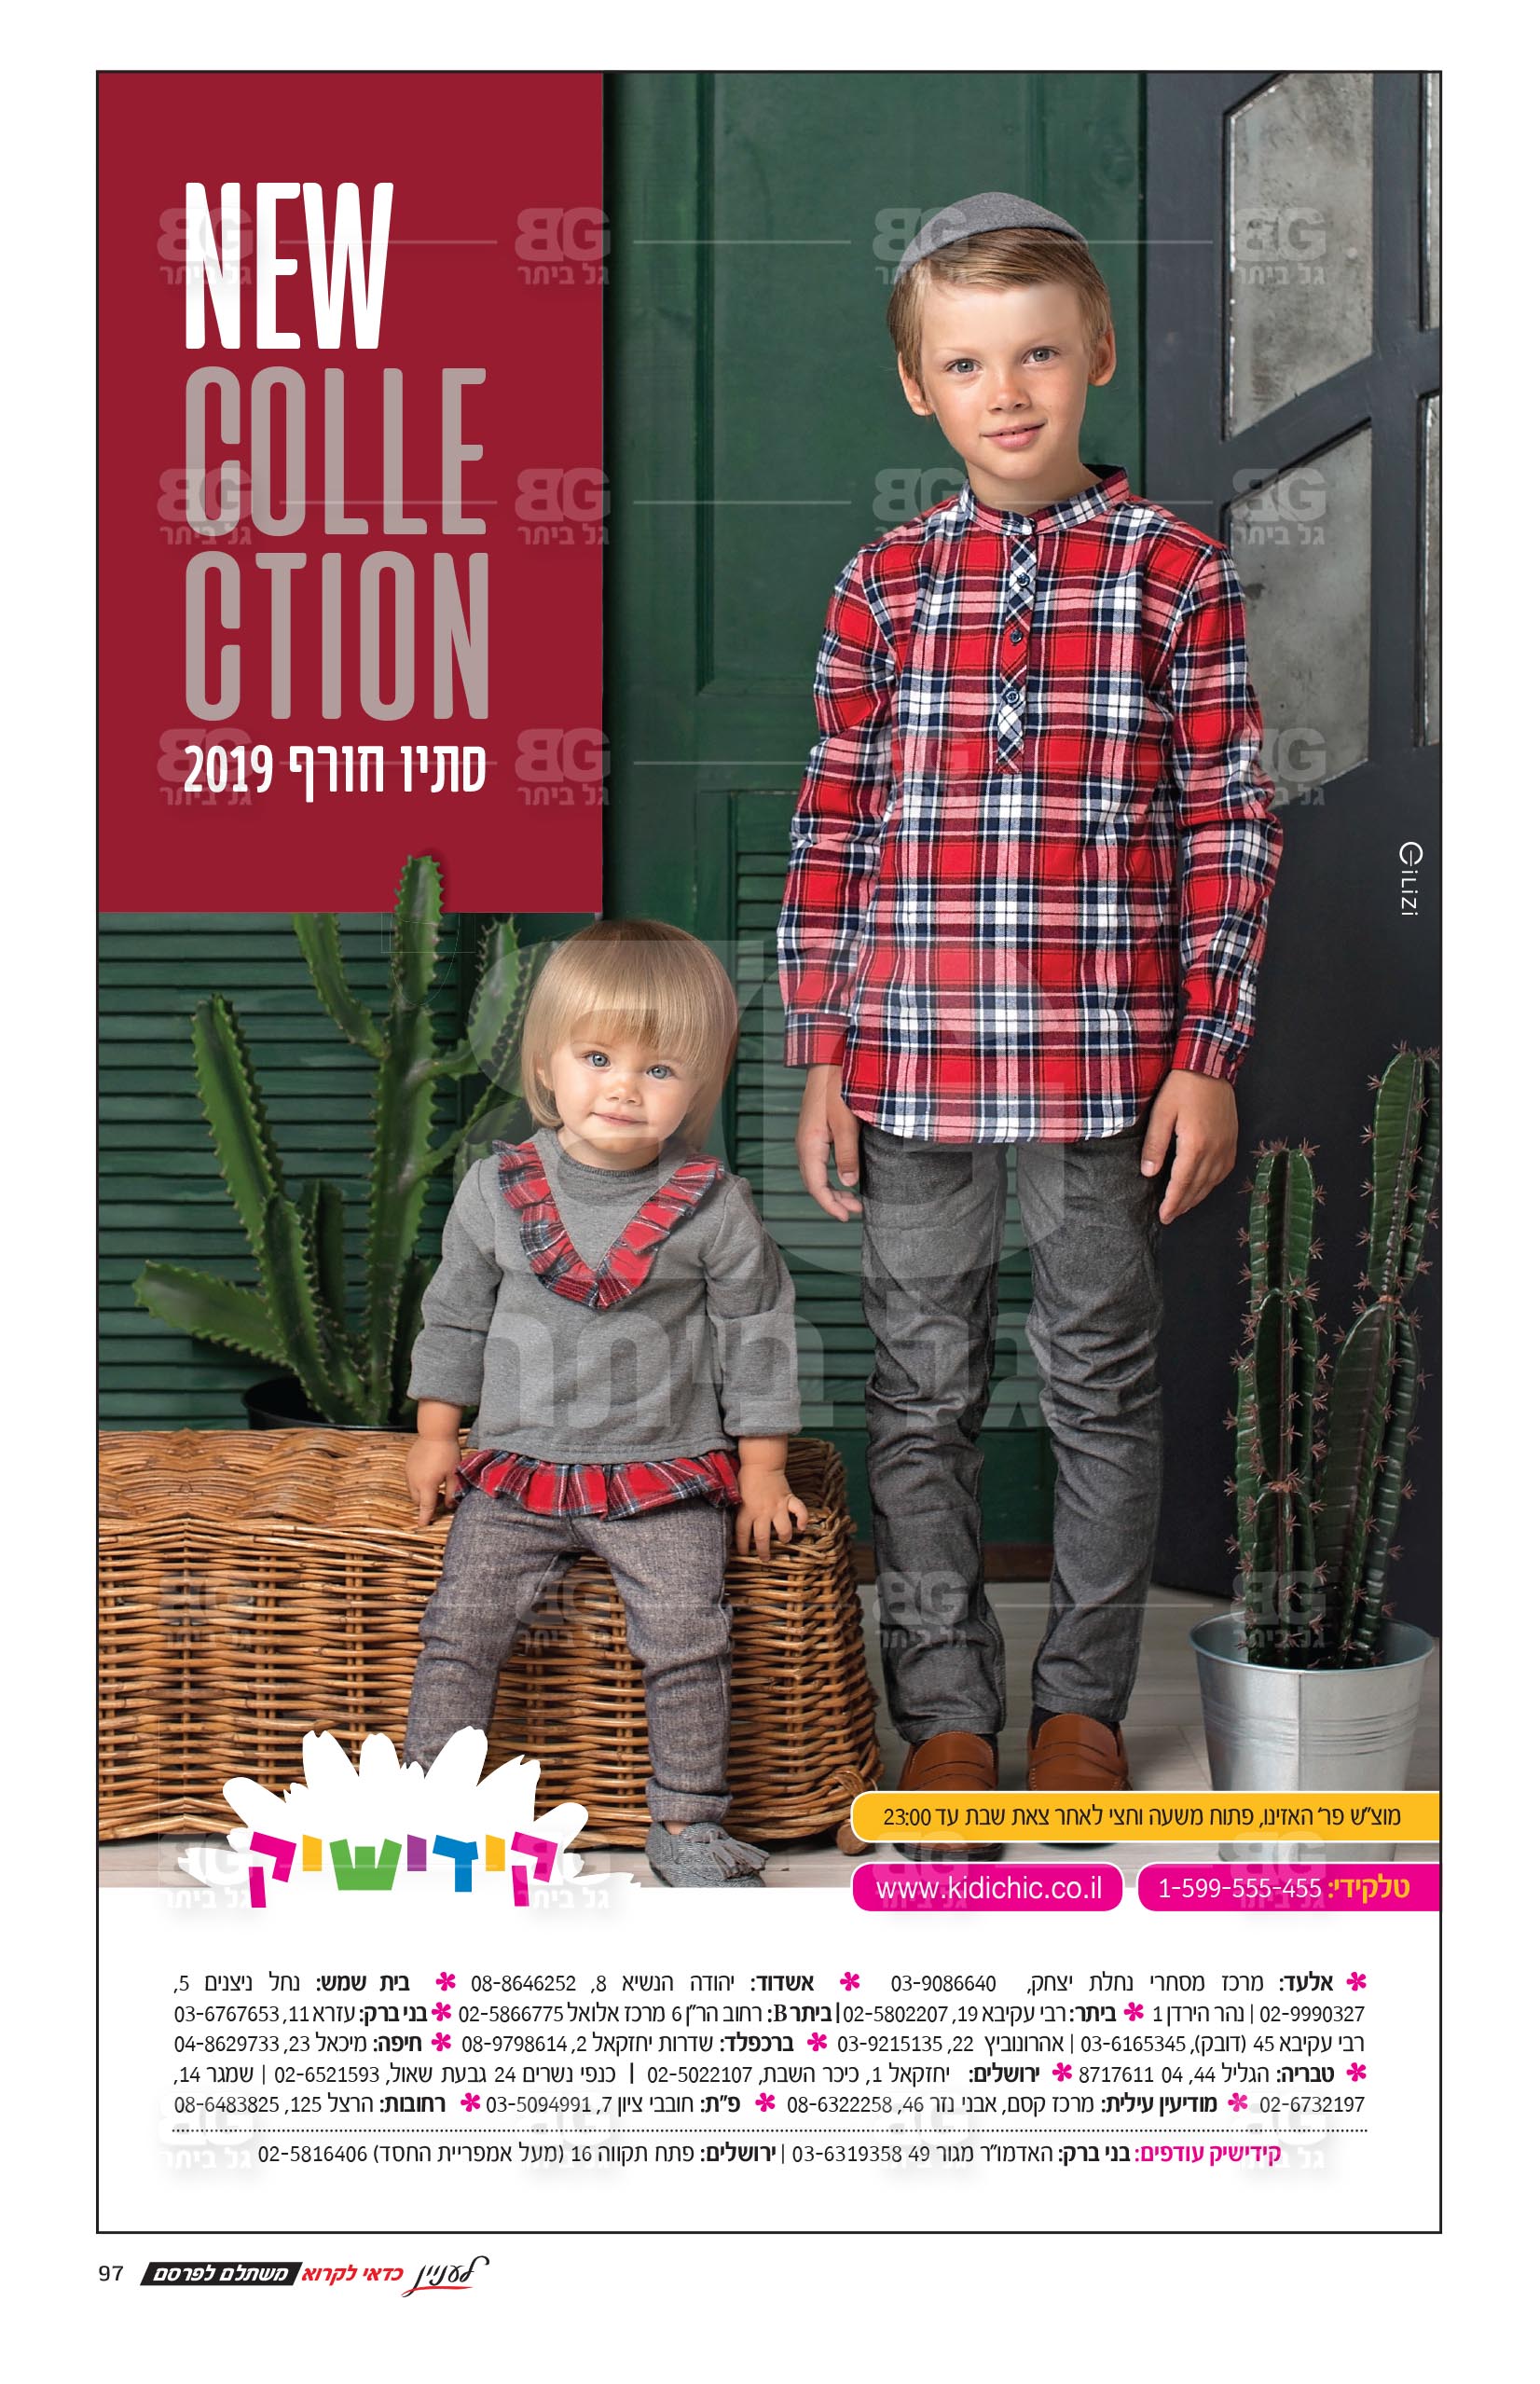 NEW
COLLE
CTION
סתיו חורף 2019
GiLiZi
מוצ"ש פר' האזינו, פתוח משעה וחצי לאחר צאת שבת עד 23:00
טלקידי: 1-599-555-455
www.kidichic.co.il
קידישיק
* אלעד: מרכז מסחרי נחלת יצחק, 03-9086640 * אשדוד: יהודה הנשיא 8, 08-8646252 * בית שמש: נחל ניצנים 5,
02-9990327 | נהר הירדן 1 * ביתר: רבי עקיבא 19, 02-5802207 | ביתר B: רחוב הר"ן 6 מרכז אלנאל 02-5866775 * בני ברק: עזרא 11, 03-6767653,
רבי עקיבא 45 (דובק), 03-6165345 | אהרונוביץ 22, 03-9215135 * ברכפלד: שדרות יחזקאל 2, 08-9798614 * חיפה: מיכאל 23, 04-8629733
* טבריה: הגליל 44, 04 8717611 * ירושלים: יחזקאל 1, כיכר השבת, 02-5022107 | כנפי נשרים 24 גבעת שאול, 02-6521593 | שמגר 14,
02-6732197 * מודיעין עילית: מרכז קסם, אבני נזר 46, 08-6322258 * פ"ת: חובבי ציון 7, 03-5094991 * רחובות: הרצל 125, 08-6483825
קידישיק עודפים: בני ברק: האדמו"ר מגור 49 03-6319358 | ירושלים: פתח תקווה 16 (מעל אמפריית החסד) 02-5816406
לעניין כדאי לקרוא משתלם לפרסם 97
BG
גל ביתר